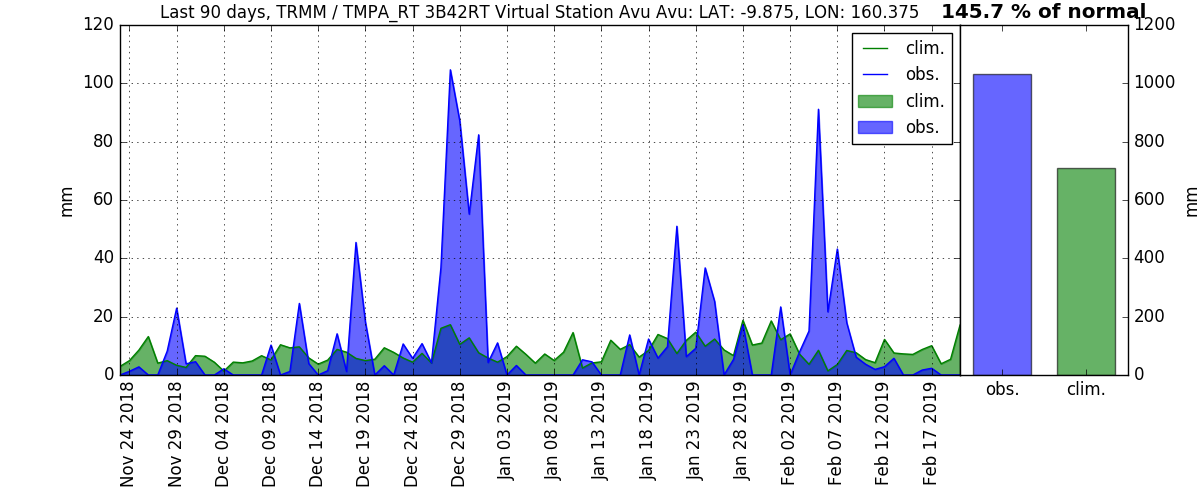 Last 90 days, TRMM / TMPA_RT 3B42RT Virtual Station Avu Avu: LAT: -9.875, LON: 160.375
145.7 % of normal
120
100
80
60
40
20
0
mm
clim.
obs.
clim.
obs.
1200
1000
800
600
400
200
0
mm
Nov 24 2018
Nov 29 2018
Dec 04 2018
Dec 09 2018
Dec 14 2018
Dec 19 2018
Dec 24 2018
Dec 29 2018
Jan 03 2019
Jan 08 2019
Jan 13 2019
Jan 18 2019
Jan 23 2019
Jan 28 2019
Feb 02 2019
Feb 07 2019
Feb 12 2019
Feb 17 2019
obs.
clim.